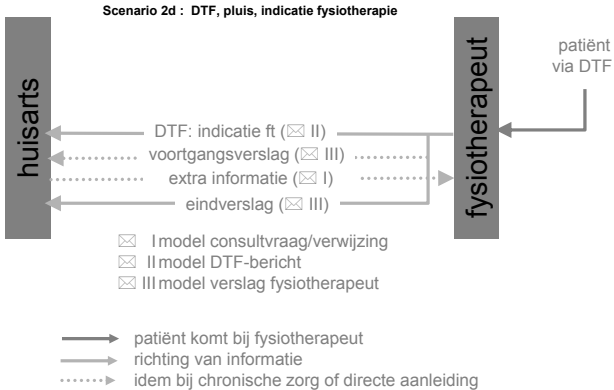 Scenario 2d : DTF, pluis, indicatie fysiotherapie
huisarts
fysiotherapeut
patiënt
via DTF
DTF: indicatie ft (✉ II)
voortgangsverslag (✉ III)
extra informatie (✉ I)
eindverslag (✉ III)
✉ I model consultvraag/verwijzing
✉ II model DTF-bericht
✉ III model verslag fysiotherapeut
patiënt komt bij fysiotherapeut
richting van informatie
idem bij chronische zorg of directe aanleiding